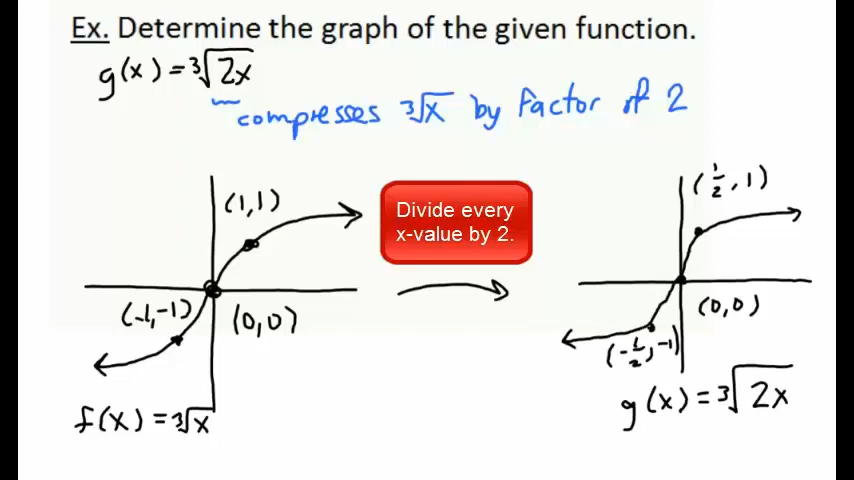 Ex. Determine the graph of the given function.
g(x) = ∛2x
compresses ∛x by factor of 2
(1,1)
Divide every
x-value by 2.
(1/2, 1)
(-1,-1)
(0,0)
(0,0)
(-1/2, -1)
f(x) = ∛x
g(x) = ∛2x